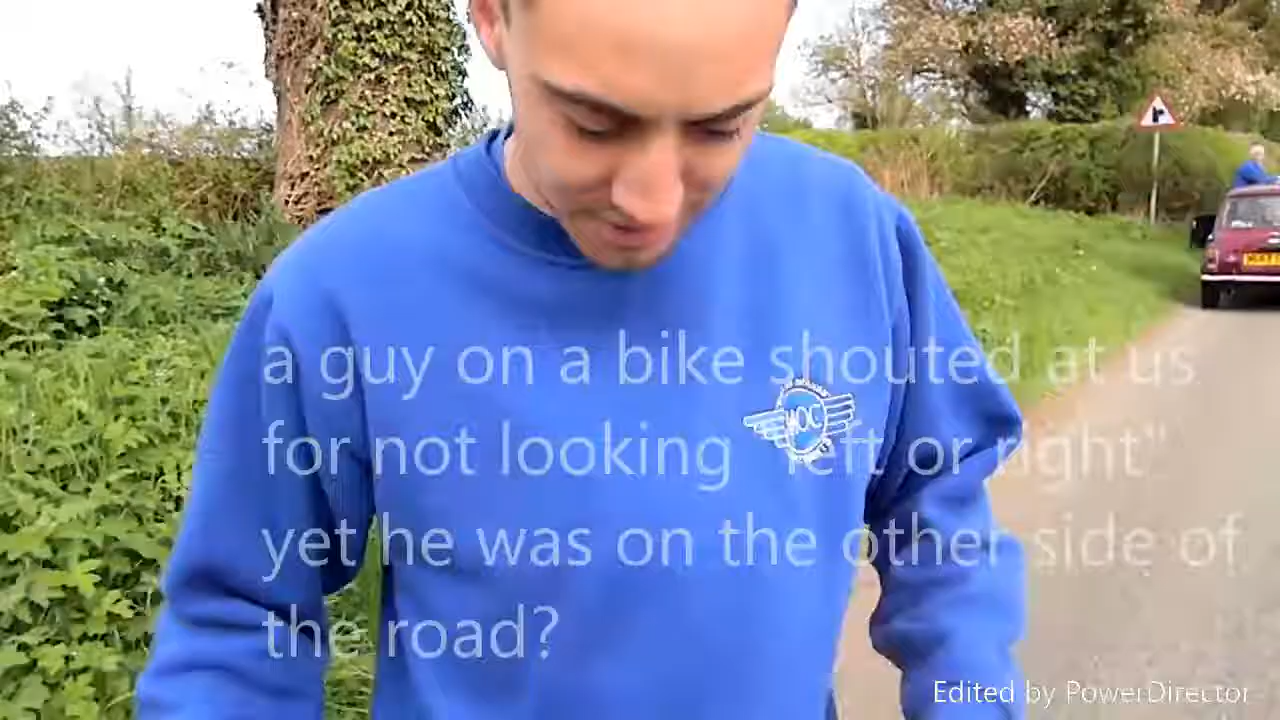 a guy on a bike shouted at us
for not looking "left or right"
yet he was on the other side of
the road?
Edited by PowerDirector